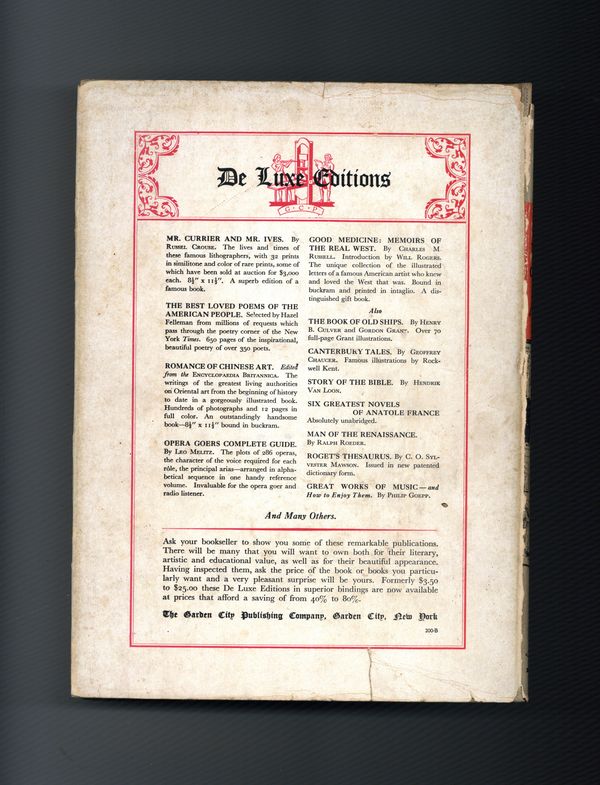 De Luxe Editions
G.C.P
MR. CURRIER AND MR. IVES. By
RUSSEL CROUSE. The lives and times of
these famous lithographers, with 32 prints
in similitone and color of rare prints, some of
which have been sold at auction for $3,000
each. 8½" x 11½". A superb edition of a
famous book.
THE BEST LOVED POEMS OF THE
AMERICAN PEOPLE. Selected by Hazel
Felleman from millions of requests which
pass through the poetry corner of the New
York Times. 650 pages of the inspirational,
beautiful poetry of over 350 poets.
ROMANCE OF CHINESE ART. Edited
from the ENCYCLOPAEDIA BRITANNICA. The
writings of the greatest living authorities
on Oriental art from the beginning of history
to date in a gorgeously illustrated book.
Hundreds of photographs and 12 pages in
full color. An outstandingly handsome
book—8½" x 11½" bound in buckram.
OPERA GOERS COMPLETE GUIDE.
By LEO MELITZ. The plots of 286 operas,
the character of the voice required for each
rôle, the principal arias—arranged in alpha-
betical sequence in one handy reference
volume. Invaluable for the opera goer and
radio listener.
GOOD MEDICINE: MEMOIRS OF
THE REAL WEST. By CHARLES M.
RUSSELL. Introduction by WILL ROGERS.
The unique collection of the illustrated
letters of a famous American artist who knew
and loved the West that was. Bound in
buckram and printed in intaglio. A dis-
tinguished gift book.
Also
THE BOOK OF OLD SHIPS. By HENRY
B. CULVER and GORDON GRANT. Over 70
full-page Grant illustrations.
CANTERBURY TALES. By GEOFFREY
CHAUCER. Famous illustrations by Rock-
well Kent.
STORY OF THE BIBLE. By HENDRIK
VAN LOON.
SIX GREATEST NOVELS
OF ANATOLE FRANCE
Absolutely unabridged.
MAN OF THE RENAISSANCE.
By RALPH ROEDER.
ROGET'S THESAURUS. By C. O. SYL-
VESTER MAWSON. Issued in new patented
dictionary form.
GREAT WORKS OF MUSIC—and
How to Enjoy Them. By PHILIP GOEPP.
And Many Others.
Ask your bookseller to show you some of these remarkable publications.
There will be many that you will want to own both for their literary,
artistic and educational value, as well as for their beautiful appearance.
Having inspected them, ask the price of the book or books you particu-
larly want and a very pleasant surprise will be yours. Formerly $3.50
to $25.00 these De Luxe Editions in superior bindings are now available
at prices that afford a saving of from 40% to 80%.
The Garden City Publishing Company, Garden City, New York
200-B